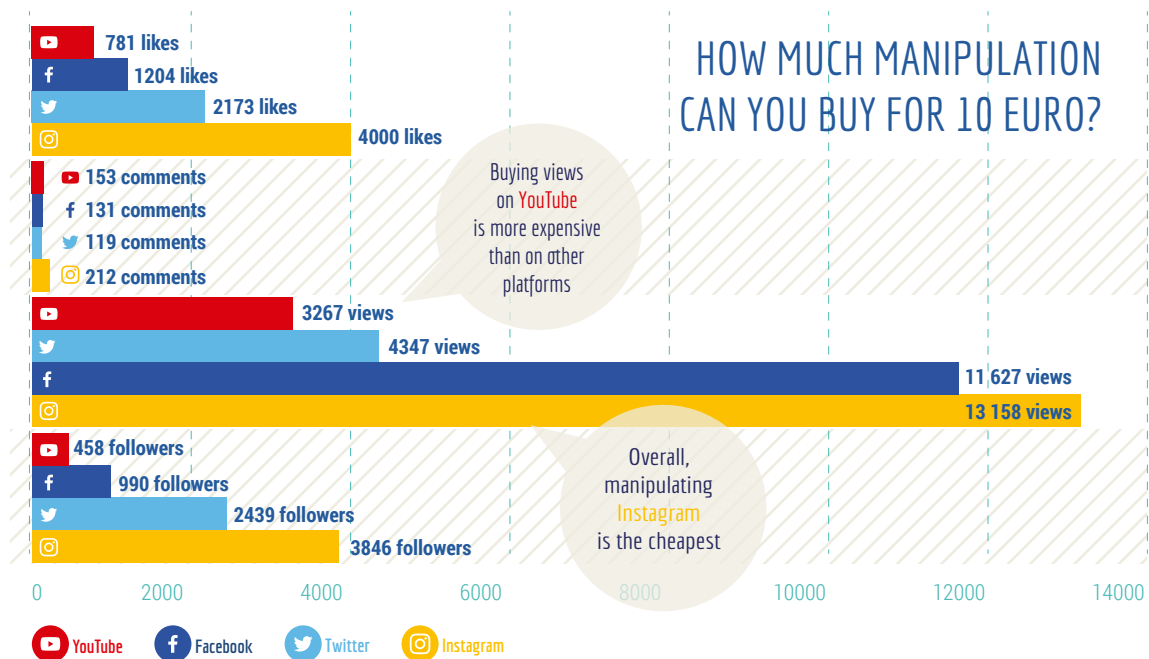 HOW MUCH MANIPULATION
CAN YOU BUY FOR 10 EURO?
781 likes
1204 likes
2173 likes
4000 likes
153 comments
131 comments
119 comments
212 comments
Buying views
on YouTube
is more expensive
than on other
platforms
3267 views
4347 views
11 627 views
13 158 views
458 followers
990 followers
2439 followers
3846 followers
Overall,
manipulating
Instagram
is the cheapest
0 2000 4000 6000 8000 10000 12000 14000
YouTube Facebook Twitter Instagram